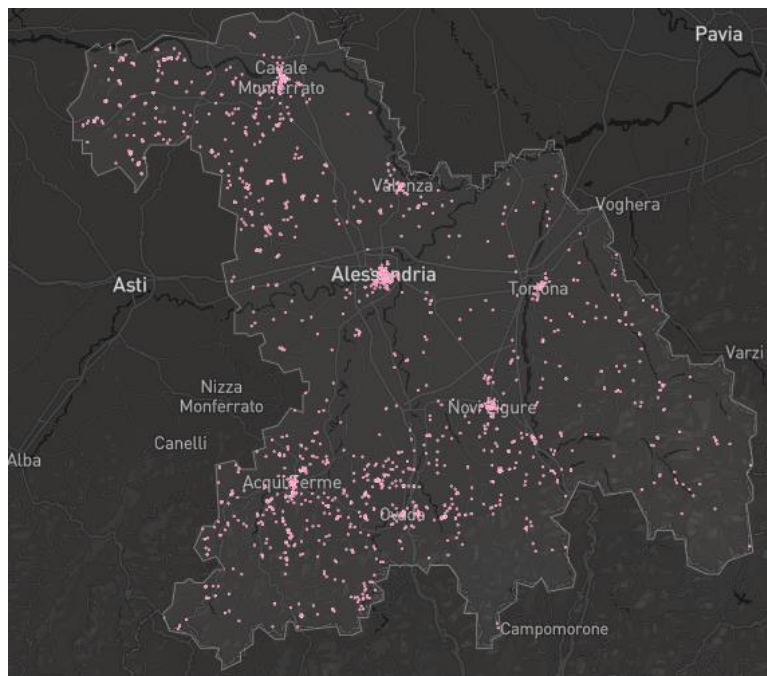 Pavia
Casale
Monferrato
Valenza
Voghera
Alessandria
Asti
Tortona
Varzi
Nizza
Monferrato
Novi Ligure
Canelli
Alba
Acqui Terme
Ovada
Campomorone